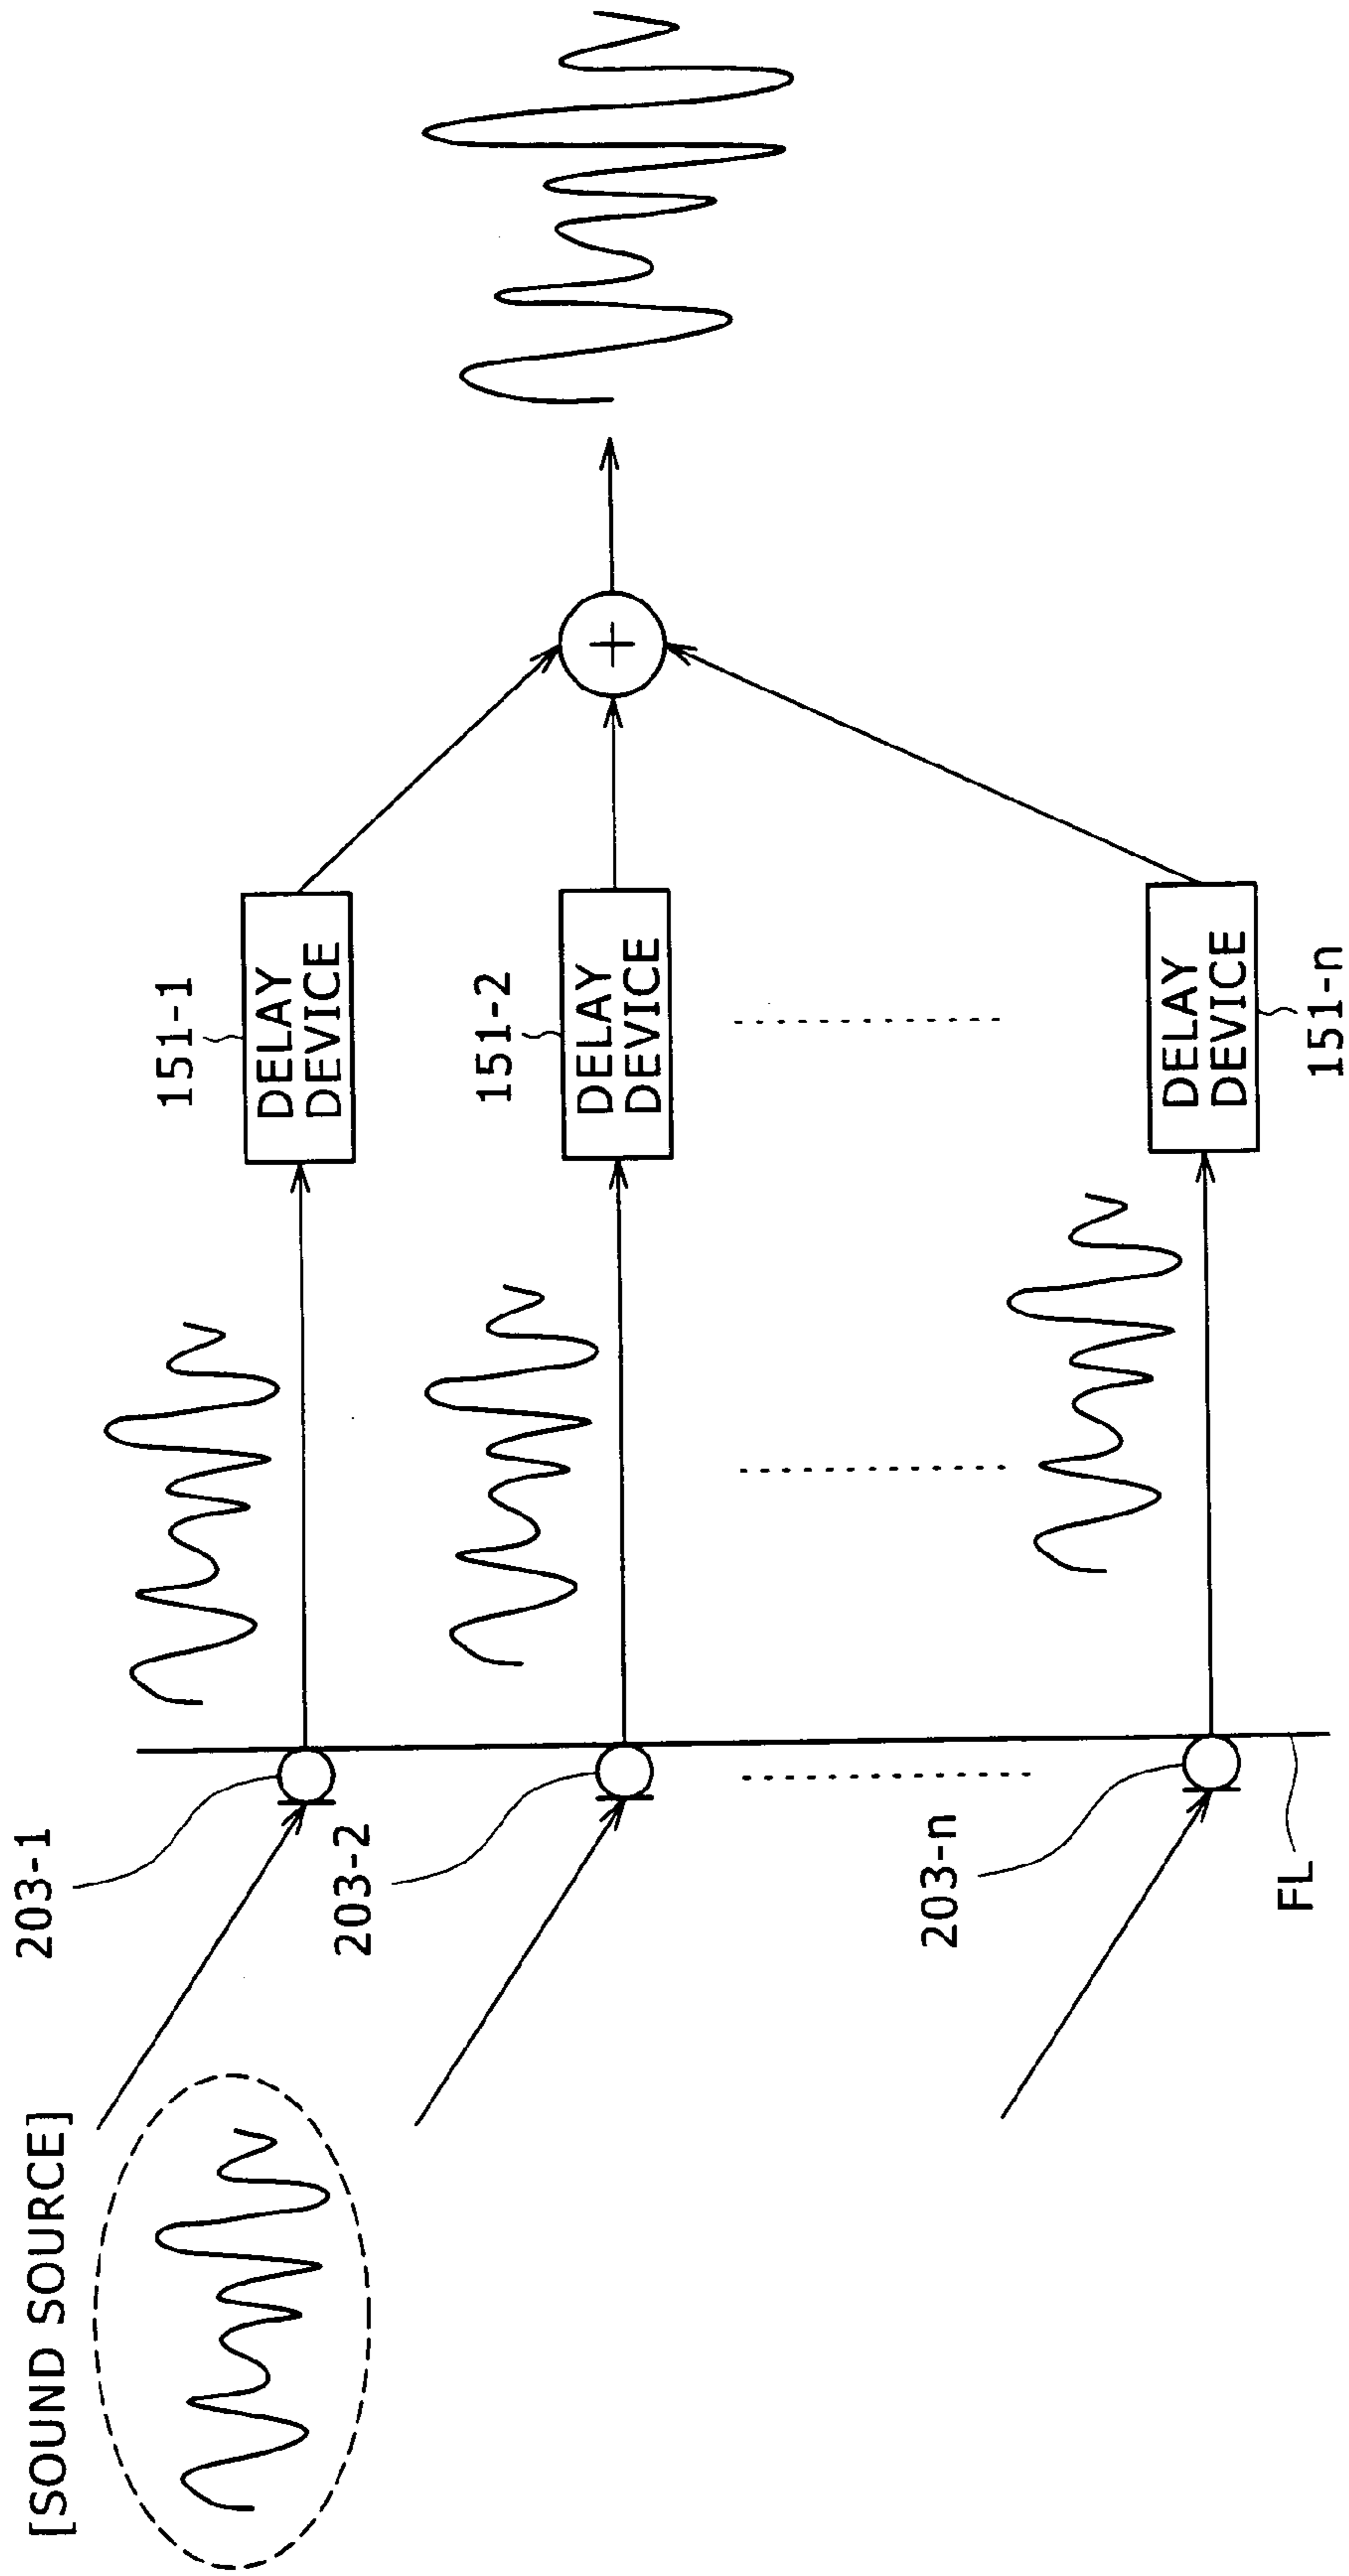 [SOUND SOURCE]
203-1
203-2
203-n
FL
151-1
DELAY
DEVICE
151-2
DELAY
DEVICE
151-n
DELAY
DEVICE
+